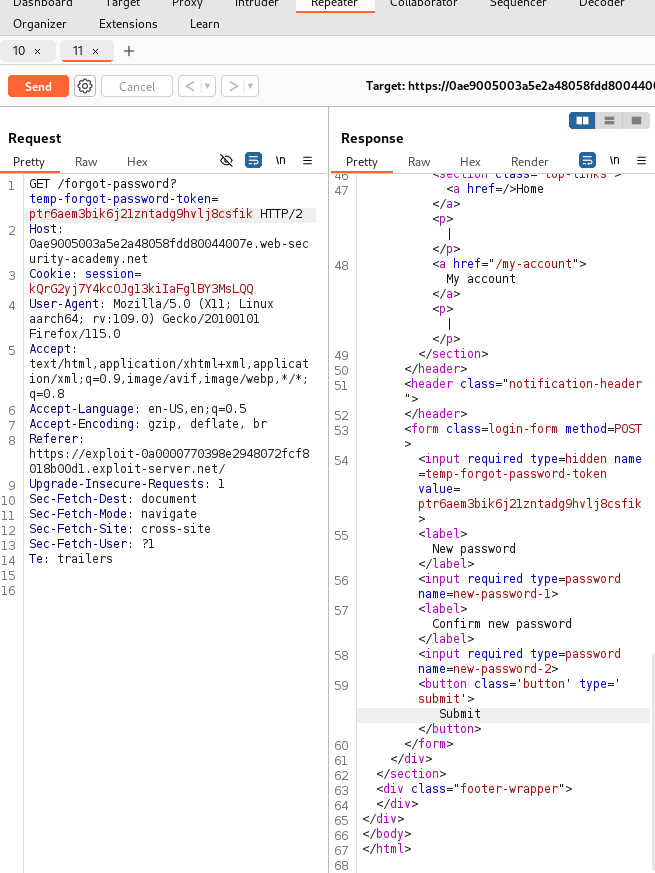 Dashboard Target Proxy Intruder Repeater Collaborator Sequencer Decoder
Organizer Extensions Learn
10 × 11 × +
Send Cancel < ▾ > ▾ Target: https://0ae9005003a5e2a48058fdd8004400
Request
Pretty Raw Hex \n ≡
1 GET /forgot-password?
temp-forgot-password-token=
ptr6aem3bik6j21zntadg9hvlj8csfik HTTP/2
2 Host:
0ae9005003a5e2a48058fdd80044007e.web-sec
urity-academy.net
3 Cookie: session=
kQrG2yj7Y4kcOJg13kiIaFglBY3MsLQQ
4 User-Agent: Mozilla/5.0 (X11; Linux
aarch64; rv:109.0) Gecko/20100101
Firefox/115.0
5 Accept:
text/html,application/xhtml+xml,applicat
ion/xml;q=0.9,image/avif,image/webp,*/*;
q=0.8
6 Accept-Language: en-US,en;q=0.5
7 Accept-Encoding: gzip, deflate, br
8 Referer:
https://exploit-0a0000770398e2948072fcf8
018b00d1.exploit-server.net/
9 Upgrade-Insecure-Requests: 1
10 Sec-Fetch-Dest: document
11 Sec-Fetch-Mode: navigate
12 Sec-Fetch-Site: cross-site
13 Sec-Fetch-User: ?1
14 Te: trailers
15
16
Response
Pretty Raw Hex Render \n ≡
46 <section class="top-links">
47 <a href=/>Home
</a>
<p>
|
</p>
48 <a href="/my-account">
My account
</a>
<p>
|
</p>
49 </section>
50 </header>
51 <header class="notification-header
">
52 </header>
53 <form class=login-form method=POST
>
54 <input required type=hidden name
=temp-forgot-password-token
value=
ptr6aem3bik6j21zntadg9hvlj8csfik
>
55 <label>
New password
</label>
56 <input required type=password
name=new-password-1>
57 <label>
Confirm new password
</label>
58 <input required type=password
name=new-password-2>
59 <button class='button' type='
submit'>
Submit
</button>
60 </form>
61 </div>
62 </section>
63 <div class="footer-wrapper">
64 </div>
65 </div>
66 </body>
67 </html>
68